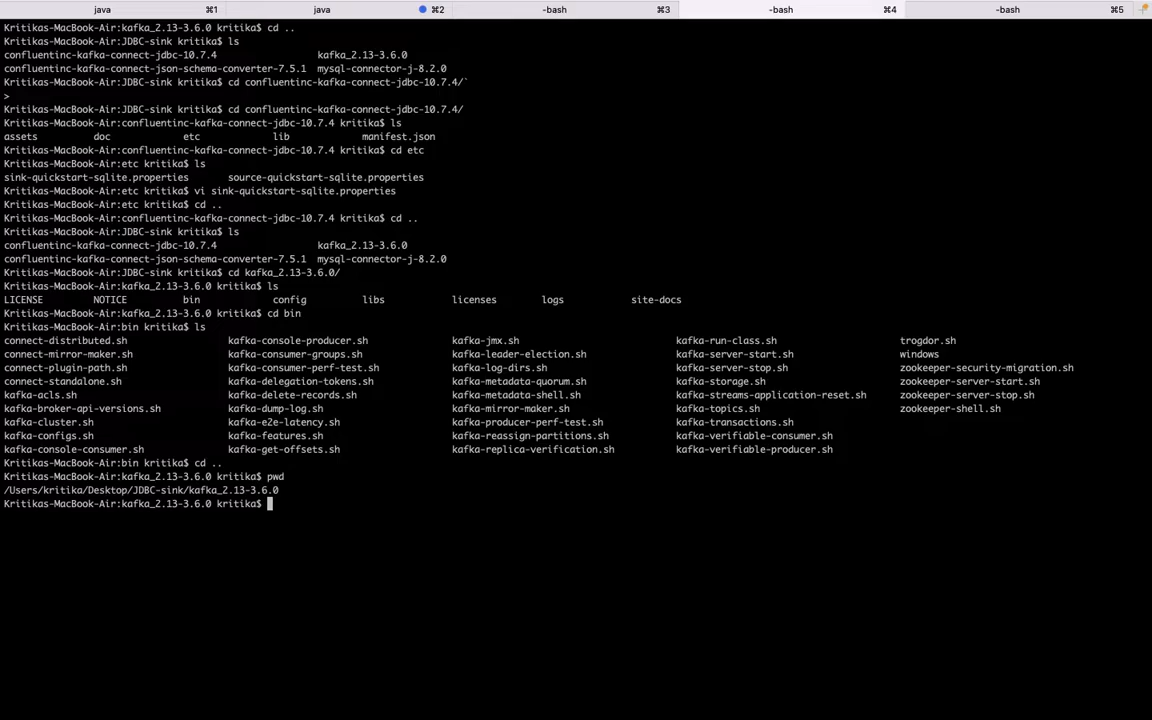 java ⌘1 java ⌘2 -bash ⌘3 -bash ⌘4 -bash ⌘5
Kritikas-MacBook-Air:kafka_2.13-3.6.0 kritika$ cd ..
Kritikas-MacBook-Air:JDBC-sink kritika$ ls
confluentinc-kafka-connect-jdbc-10.7.4 kafka_2.13-3.6.0
confluentinc-kafka-connect-json-schema-converter-7.5.1 mysql-connector-j-8.2.0
Kritikas-MacBook-Air:JDBC-sink kritika$ cd confluentinc-kafka-connect-jdbc-10.7.4/`
>
Kritikas-MacBook-Air:JDBC-sink kritika$ cd confluentinc-kafka-connect-jdbc-10.7.4/
Kritikas-MacBook-Air:confluentinc-kafka-connect-jdbc-10.7.4 kritika$ ls
assets doc etc lib manifest.json
Kritikas-MacBook-Air:confluentinc-kafka-connect-jdbc-10.7.4 kritika$ cd etc
Kritikas-MacBook-Air:etc kritika$ ls
sink-quickstart-sqlite.properties source-quickstart-sqlite.properties
Kritikas-MacBook-Air:etc kritika$ vi sink-quickstart-sqlite.properties
Kritikas-MacBook-Air:etc kritika$ cd ..
Kritikas-MacBook-Air:confluentinc-kafka-connect-jdbc-10.7.4 kritika$ cd ..
Kritikas-MacBook-Air:JDBC-sink kritika$ ls
confluentinc-kafka-connect-jdbc-10.7.4 kafka_2.13-3.6.0
confluentinc-kafka-connect-json-schema-converter-7.5.1 mysql-connector-j-8.2.0
Kritikas-MacBook-Air:JDBC-sink kritika$ cd kafka_2.13-3.6.0/
Kritikas-MacBook-Air:kafka_2.13-3.6.0 kritika$ ls
LICENSE NOTICE bin config libs licenses logs site-docs
Kritikas-MacBook-Air:kafka_2.13-3.6.0 kritika$ cd bin
Kritikas-MacBook-Air:bin kritika$ ls
connect-distributed.sh kafka-console-producer.sh kafka-jmx.sh kafka-run-class.sh trogdor.sh
connect-mirror-maker.sh kafka-consumer-groups.sh kafka-leader-election.sh kafka-server-start.sh windows
connect-plugin-path.sh kafka-consumer-perf-test.sh kafka-log-dirs.sh kafka-server-stop.sh zookeeper-security-migration.sh
connect-standalone.sh kafka-delegation-tokens.sh kafka-metadata-quorum.sh kafka-storage.sh zookeeper-server-start.sh
kafka-acls.sh kafka-delete-records.sh kafka-metadata-shell.sh kafka-streams-application-reset.sh zookeeper-server-stop.sh
kafka-broker-api-versions.sh kafka-dump-log.sh kafka-mirror-maker.sh kafka-topics.sh zookeeper-shell.sh
kafka-cluster.sh kafka-e2e-latency.sh kafka-producer-perf-test.sh kafka-transactions.sh
kafka-configs.sh kafka-features.sh kafka-reassign-partitions.sh kafka-verifiable-consumer.sh
kafka-console-consumer.sh kafka-get-offsets.sh kafka-replica-verification.sh kafka-verifiable-producer.sh
Kritikas-MacBook-Air:bin kritika$ cd ..
Kritikas-MacBook-Air:kafka_2.13-3.6.0 kritika$ pwd
/Users/kritika/Desktop/JDBC-sink/kafka_2.13-3.6.0
Kritikas-MacBook-Air:kafka_2.13-3.6.0 kritika$